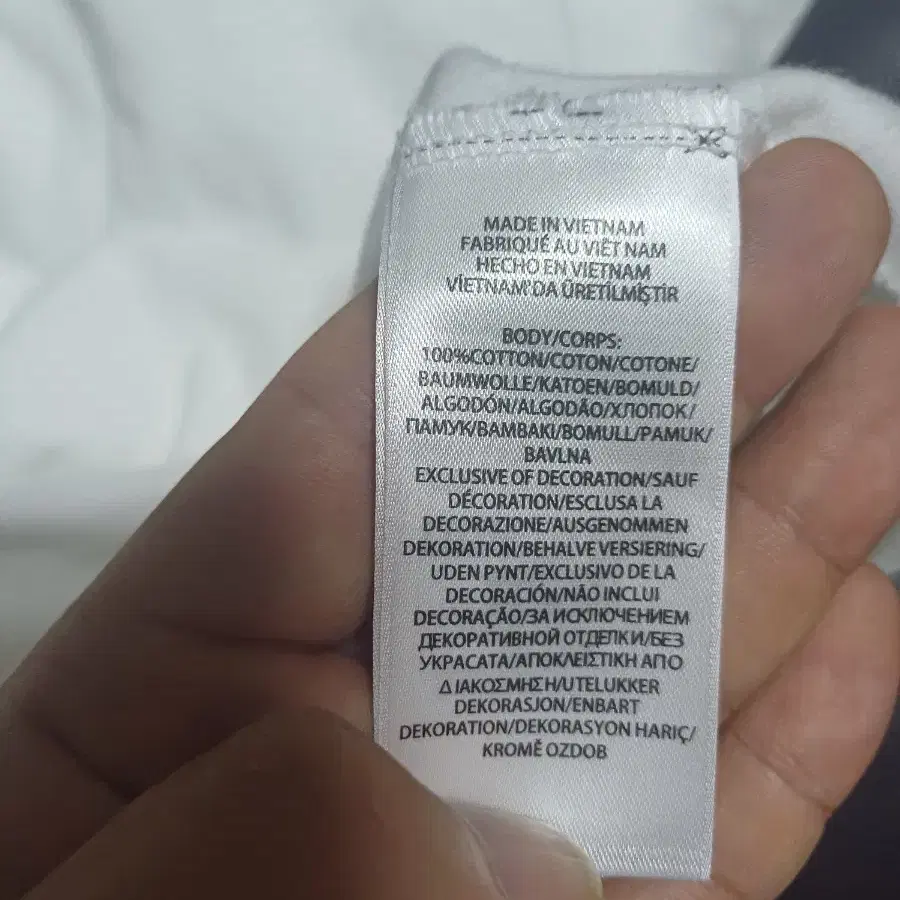 MADE IN VIETNAM
FABRIQUÉ AU VIÊT NAM
HECHO EN VIETNAM
VİETNAM'DA ÜRETİLMİŞTİR
BODY/CORPS:
100%COTTON/COTON/COTONE/
BAUMWOLLE/KATOEN/BOMULD/
ALGODÓN/ALGODÃO/ХЛОПОК/
ПАМУК/BAMBAKI/BOMULL/PAMUK/
BAVLNA
EXCLUSIVE OF DECORATION/SAUF
DÉCORATION/ESCLUSA LA
DECORAZIONE/AUSGENOMMEN
DEKORATION/BEHALVE VERSIERING/
UDEN PYNT/EXCLUSIVO DE LA
DECORACIÓN/NÃO INCLUI
DECORAÇÃO/ЗА ИСКЛЮЧЕНИЕМ
ДЕКОРАТИВНОЙ ОТДЕЛКИ/БЕЗ
УКРАСАТА/ΑΠΟΚΛΕΙΣΤΙΚΗ ΑΠΟ
Δ ΙΑΚΟΣΜΗΣΗ/UTELUKKER
DEKORASJON/ENBART
DEKORATION/DEKORASYON HARİÇ/
KROMĚ OZDOB